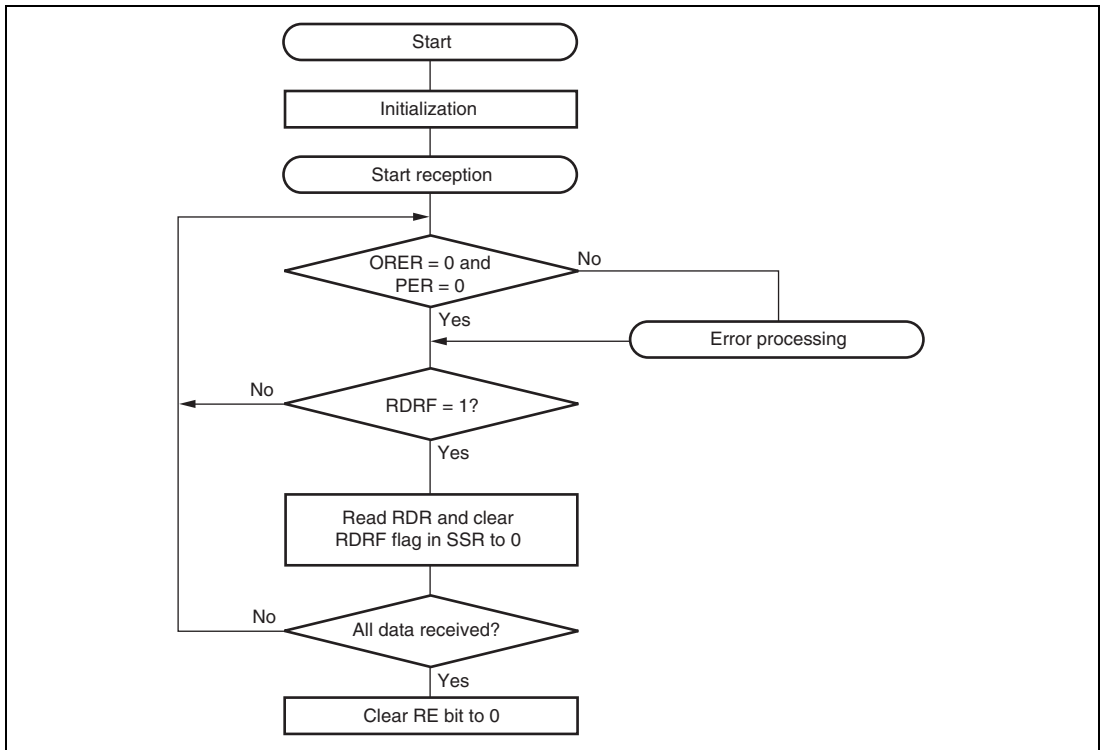 Start
Initialization
Start reception
ORER = 0 and
PER = 0
No
Yes
Error processing
No
RDRF = 1?
Yes
Read RDR and clear
RDRF flag in SSR to 0
No
All data received?
Yes
Clear RE bit to 0